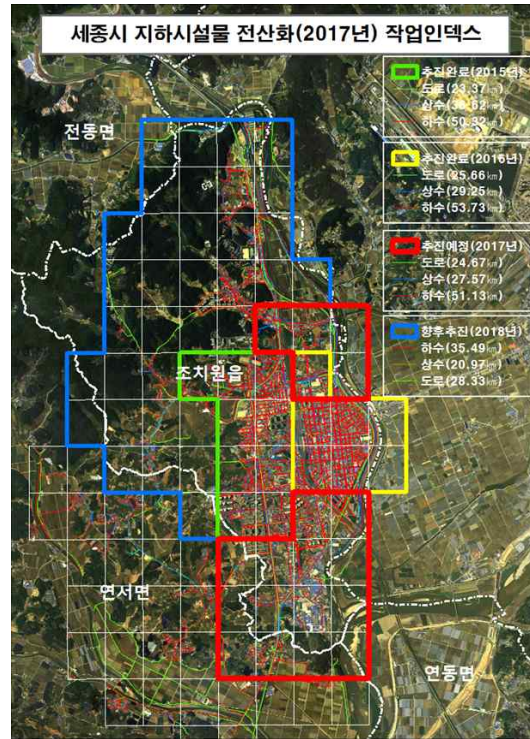 세종시 지하시설물 전산화(2017년) 작업인덱스
추진완료(2015년)
도로(23.37㎞)
상수(30.62㎞)
하수(50.32㎞)
추진완료(2016년)
도로(25.66㎞)
상수(29.25㎞)
하수(53.73㎞)
추진예정(2017년)
도로(24.67㎞)
상수(27.57㎞)
하수(51.13㎞)
향후추진(2018년)
하수(35.49㎞)
상수(20.97㎞)
도로(28.33㎞)
전동면
조치원읍
연서면
연동면